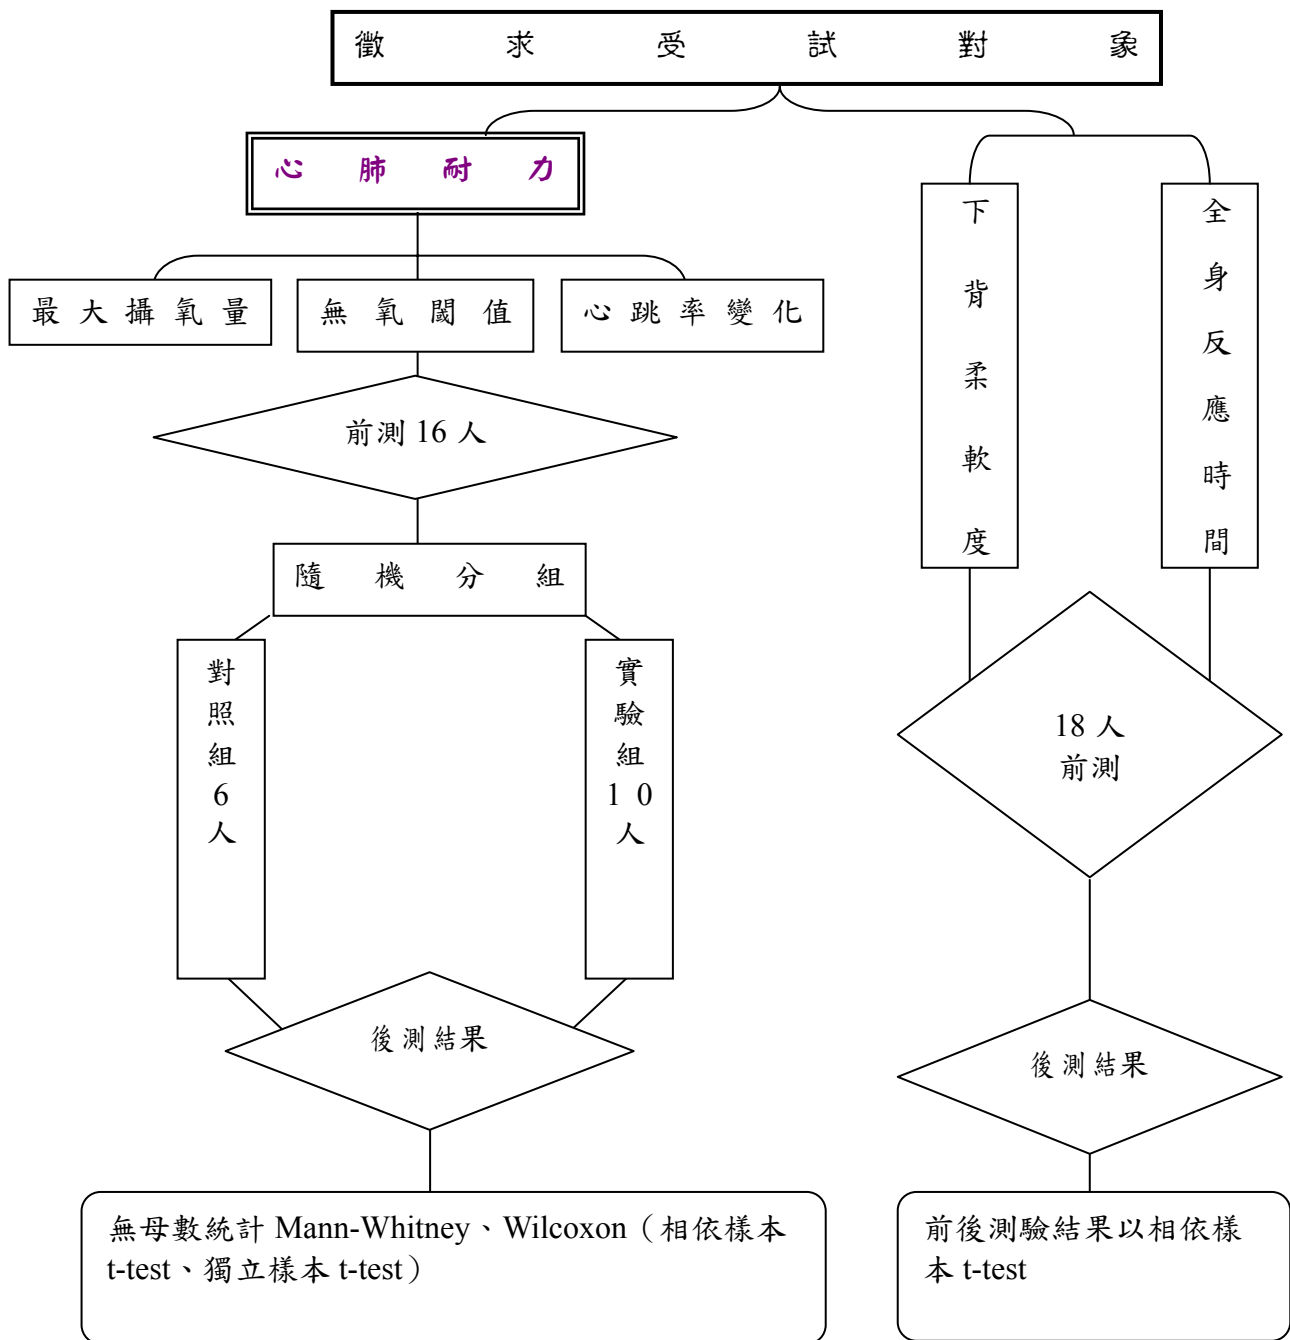 徵求受試對象
心肺耐力
最大攝氧量
無氧閾值
心跳率變化
前測 16 人
隨機分組
對照組6人
實驗組10人
後測結果
無母數統計 Mann-Whitney、Wilcoxon（相依樣本
t-test、獨立樣本 t-test）
下背柔軟度
全身反應時間
18 人
前測
後測結果
前後測驗結果以相依樣
本 t-test